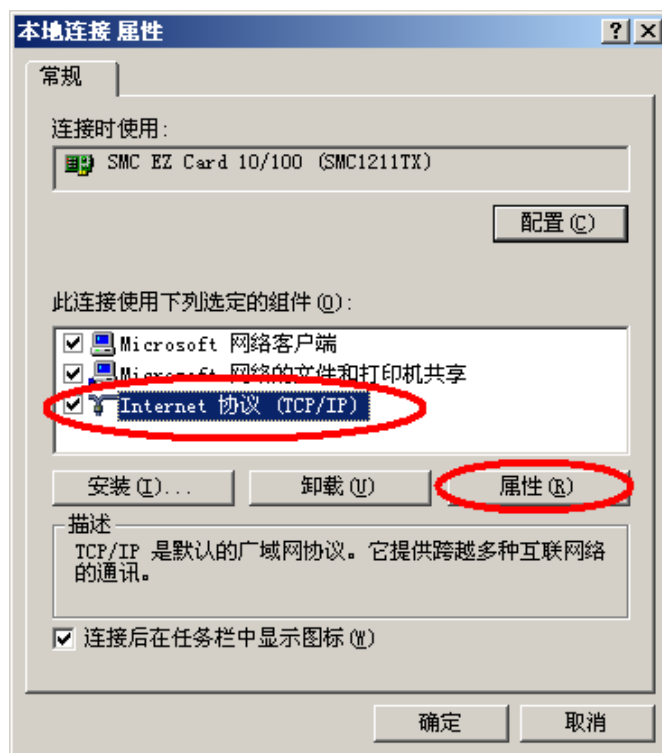 本地连接 属性
常规
连接时使用:
SMC EZ Card 10/100 (SMC1211TX)
配置(C)
此连接使用下列选定的组件(O):
Microsoft 网络客户端
Microsoft 网络的文件和打印机共享
Internet 协议 (TCP/IP)
安装(I)... 卸载(U) 属性(R)
描述
TCP/IP 是默认的广域网协议。它提供跨越多种互联网络
的通讯。
连接后在任务栏中显示图标(W)
确定 取消